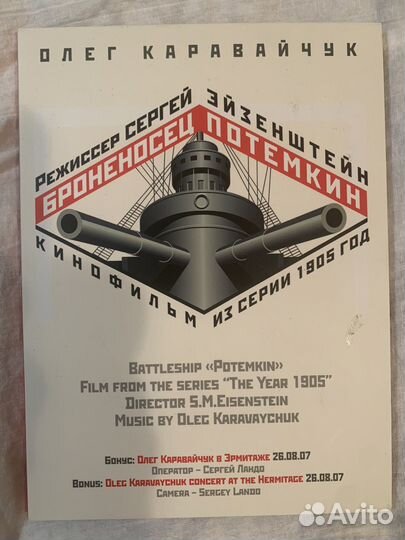 ОЛЕГ КАРАВАЙЧУК
РЕЖИССЕР СЕРГЕЙ ЭЙЗЕНШТЕЙН
БРОНЕНОСЕЦ ПОТЕМКИН
КИНОФИЛЬМ ИЗ СЕРИИ 1905 ГОД
BATTLESHIP «POTEMKIN»
FILM FROM THE SERIES "THE YEAR 1905"
DIRECTOR S.M.EISENSTEIN
MUSIC BY OLEG KARAVAYCHUK
БОНУС: ОЛЕГ КАРАВАЙЧУК В ЭРМИТАЖЕ 26.08.07
ОПЕРАТОР – СЕРГЕЙ ЛАНДО
BONUS: OLEG KARAVAYCHUK CONCERT AT THE HERMITAGE 26.08.07
CAMERA – SERGEY LANDO
Avito